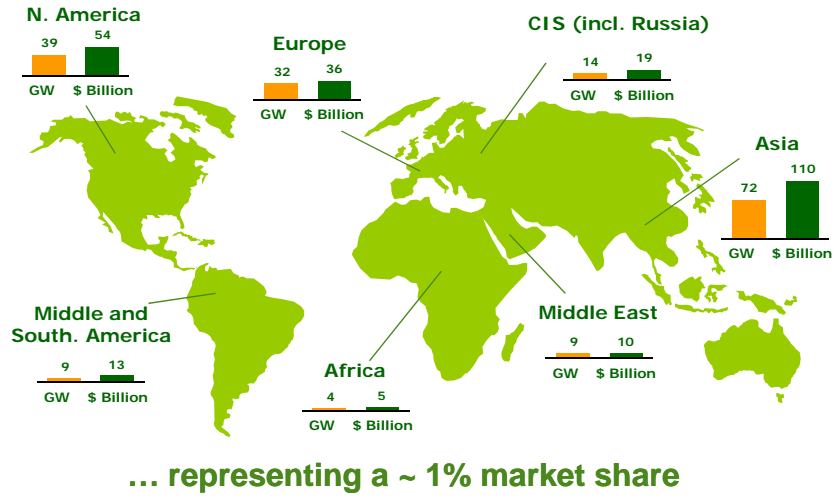 N. America
39 54
GW $ Billion
Europe
32 36
GW $ Billion
CIS (incl. Russia)
14 19
GW $ Billion
Asia
72 110
GW $ Billion
Middle and
South. America
9 13
GW $ Billion
Africa
4 5
GW $ Billion
Middle East
9 10
GW $ Billion
... representing a ~ 1% market share